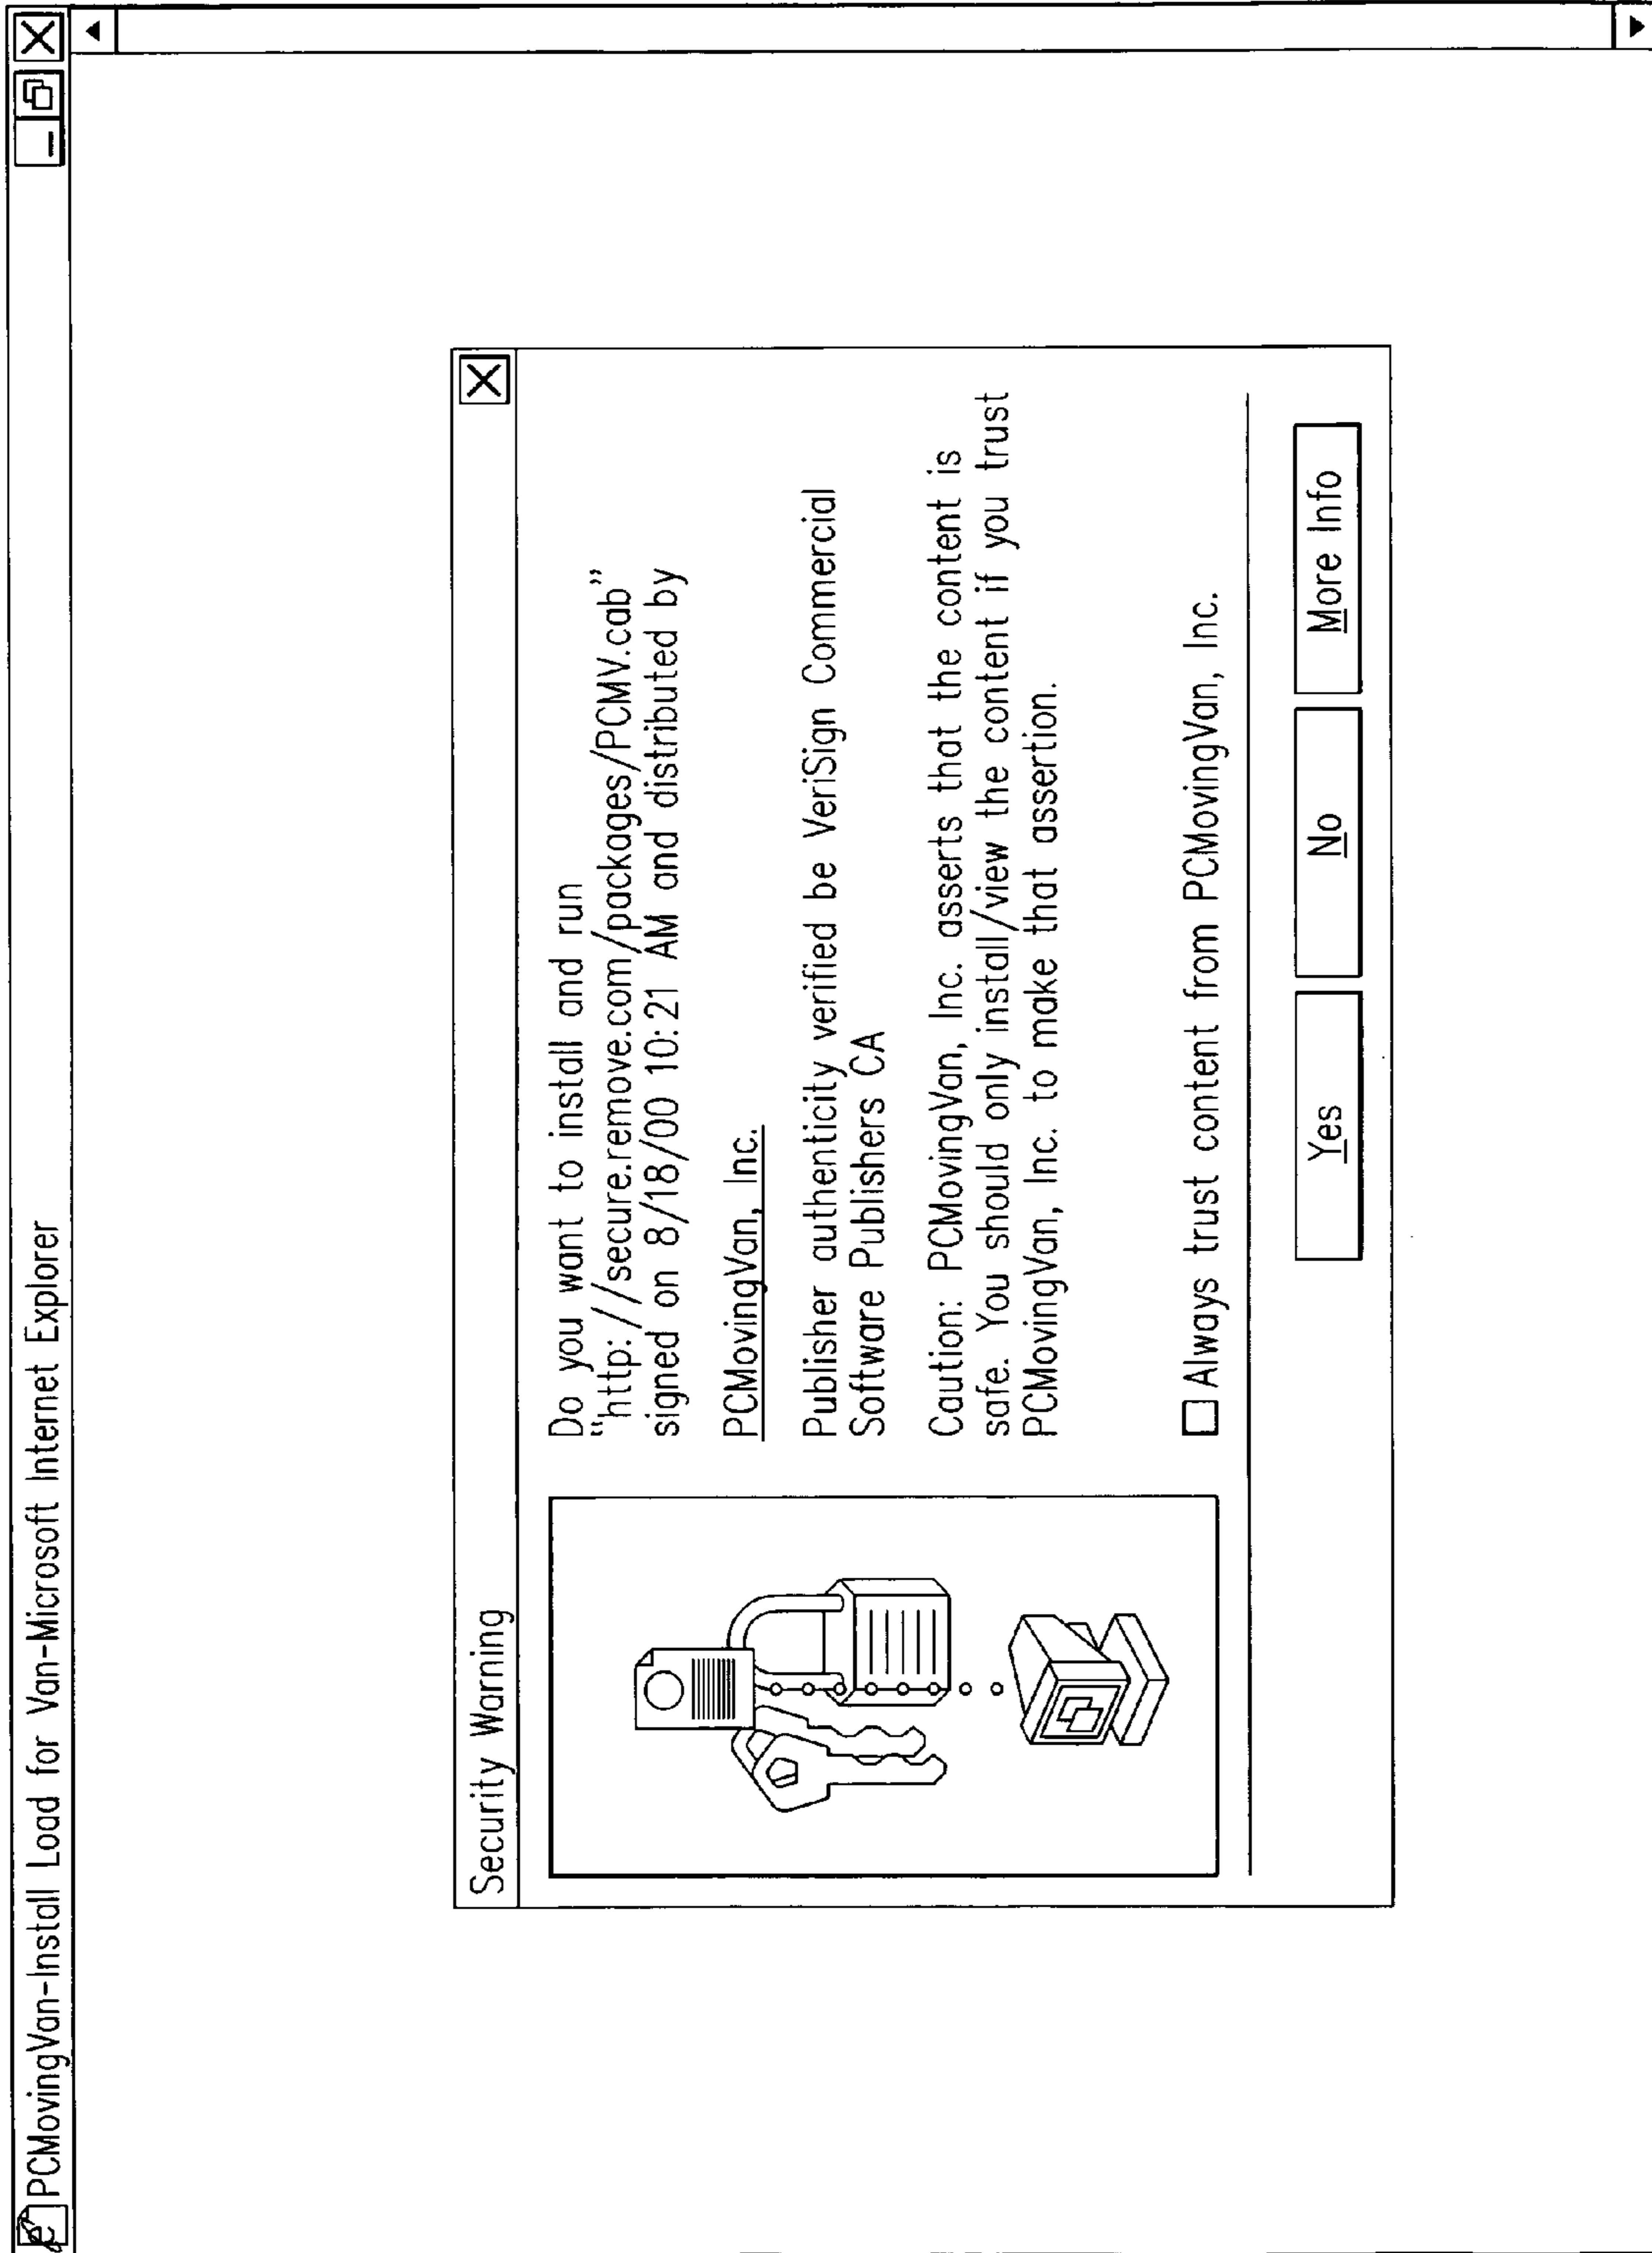 PCMovingVan-Install Load for Van-Microsoft Internet Explorer
Security Warning
Do you want to install and run
“http://secure.remove.com/packages/PCMV.cab”
signed on 8/18/00 10:21 AM and distributed by
PCMovingVan, Inc.
Publisher authenticity verified be VeriSign Commercial
Software Publishers CA
Caution: PCMovingVan, Inc. asserts that the content is
safe. You should only install/view the content if you trust
PCMovingVan, Inc. to make that assertion.
Always trust content from PCMovingVan, Inc.
Yes
No
More Info